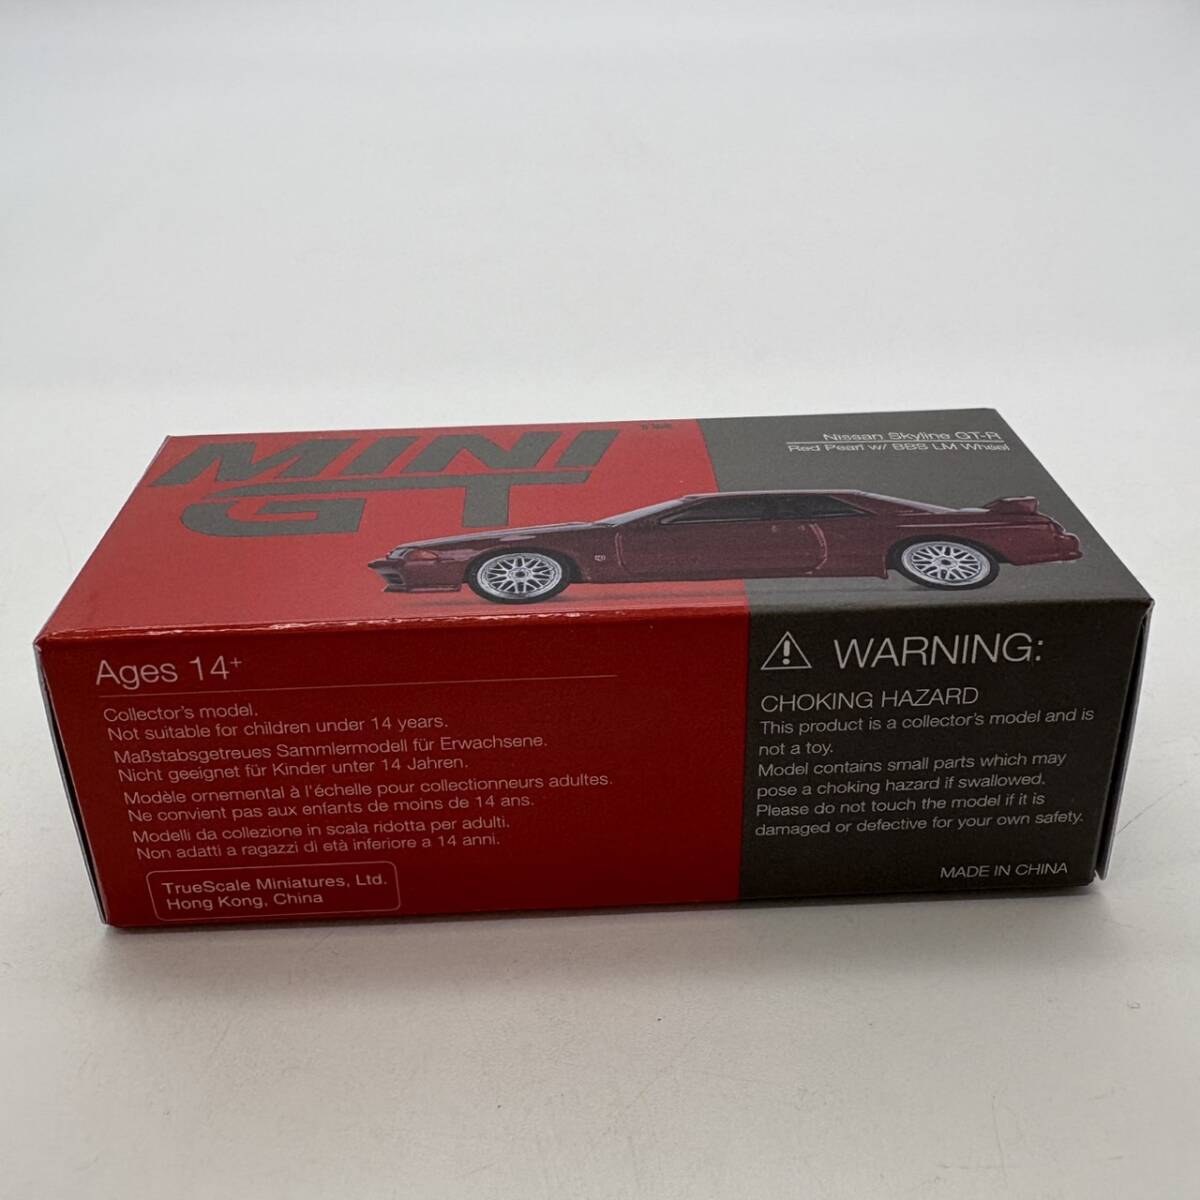 MINI
GT
Nissan Skyline GT-R
Red Pearl w/ BBS LM Wheel
Ages 14+
Collector's model.
Not suitable for children under 14 years.
Maßstabsgetreues Sammlermodell für Erwachsene.
Nicht geeignet für Kinder unter 14 Jahren.
Modèle ornemental à l'échelle pour collectionneurs adultes.
Ne convient pas aux enfants de moins de 14 ans.
Modelli da collezione in scala ridotta per adulti.
Non adatti a ragazzi di età inferiore a 14 anni.
TrueScale Miniatures, Ltd.
Hong Kong, China
WARNING:
CHOKING HAZARD
This product is a collector's model and is
not a toy.
Model contains small parts which may
pose a choking hazard if swallowed.
Please do not touch the model if it is
damaged or defective for your own safety.
MADE IN CHINA